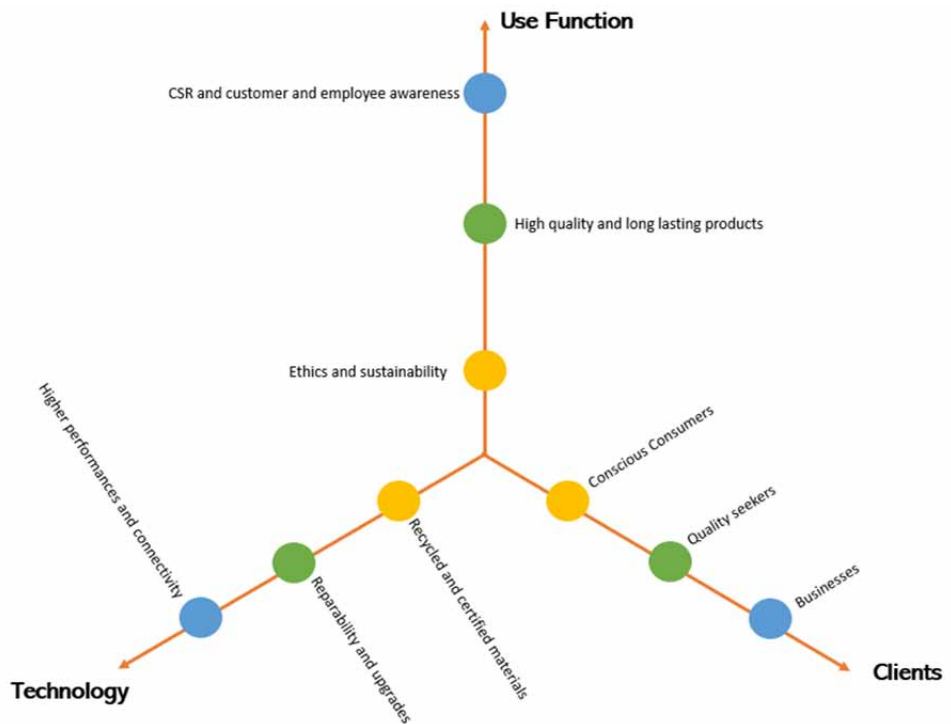 Use Function
CSR and customer and employee awareness
High quality and long lasting products
Ethics and sustainability
Higher performances and connectivity
Reparability and upgrades
Recycled and certified materials
Conscious Consumers
Quality seekers
Businesses
Technology
Clients